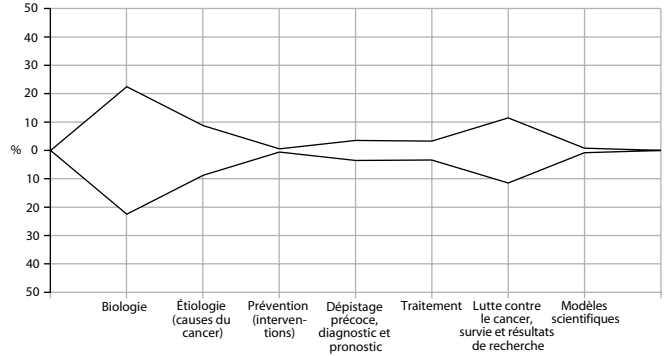 50
40
30
20
10
% 0
10
20
30
40
50
Biologie
Étiologie
(causes du
cancer)
Prévention
(interven-
tions)
Dépistage
précoce,
diagnostic et
pronostic
Traitement
Lutte contre
le cancer,
survie et résultats
de recherche
Modèles
scientifiques